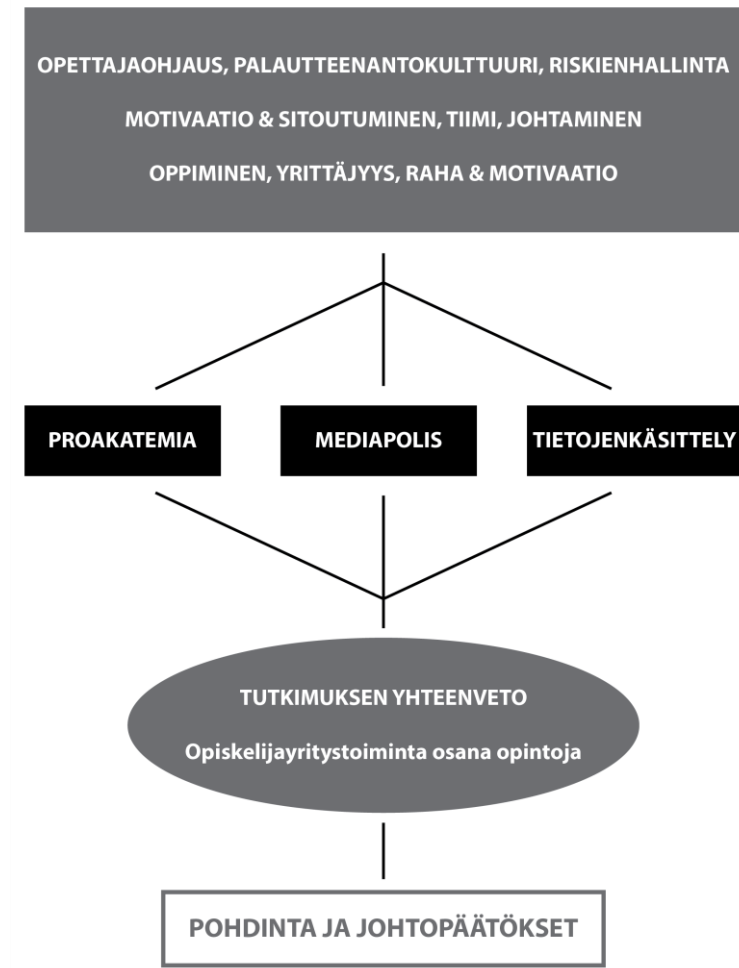 OPETTAJAOHJAUS, PALAUTTEENANTOKULTTUURI, RISKIENHALLINTA
MOTIVAATIO & SITOUTUMINEN, TIIMI, JOHTAMINEN
OPPIMINEN, YRITTÄJYYS, RAHA & MOTIVAATIO
PROAKATEMIA
MEDIAPOLIS
TIETOJENKÄSITTELY
TUTKIMUKSEN YHTEENVETO
Opiskelijayritystoiminta osana opintoja
POHDINTA JA JOHTOPÄÄTÖKSET